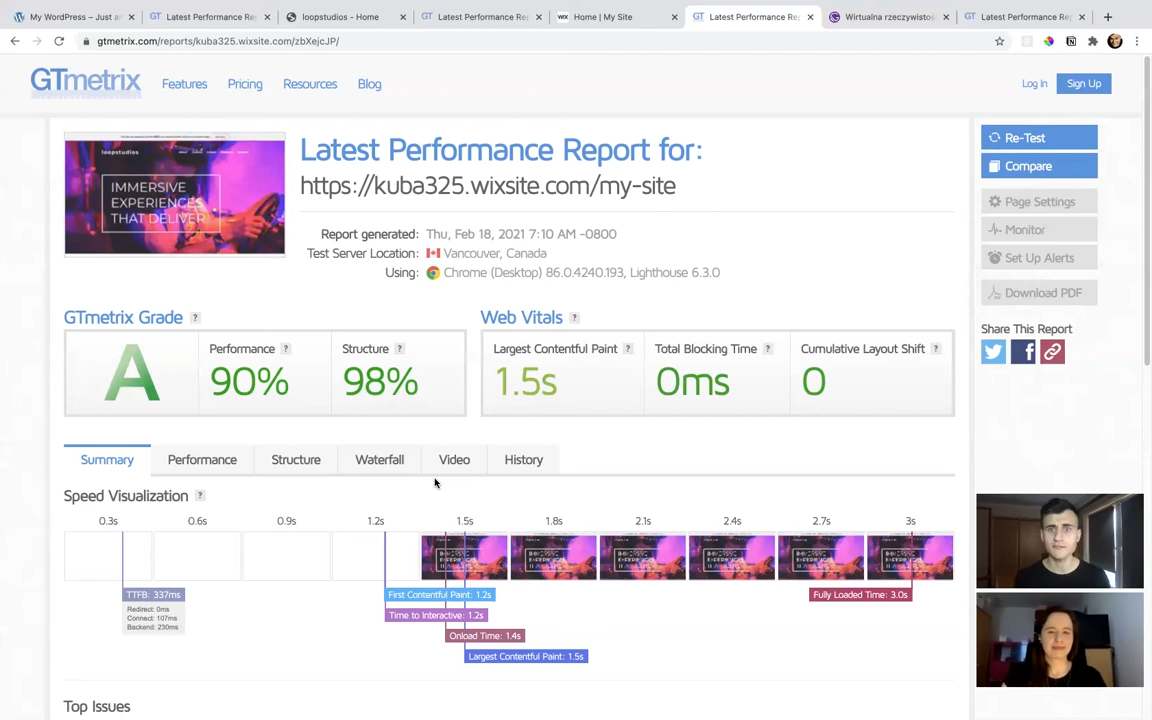 My WordPress – Just an
Latest Performance Re
loopstudios - Home
Latest Performance Rep
WIX Home | My Site
Latest Performance Rep
Wirtualna rzeczywistoś
Latest Performance Rep
gtmetrix.com/reports/kuba325.wixsite.com/zbXejcJP/
GTmetrix Features Pricing Resources Blog Log In Sign Up
loopstudios
IMMERSIVE
EXPERIENCES
THAT DELIVER
Latest Performance Report for:
https://kuba325.wixsite.com/my-site
Report generated: Thu, Feb 18, 2021 7:10 AM -0800
Test Server Location: Vancouver, Canada
Using: Chrome (Desktop) 86.0.4240.193, Lighthouse 6.3.0
Re-Test
Compare
Page Settings
Monitor
Set Up Alerts
Download PDF
Share This Report
GTmetrix Grade ?
A
Performance ?
90%
Structure ?
98%
Web Vitals ?
Largest Contentful Paint ?
1.5s
Total Blocking Time ?
0ms
Cumulative Layout Shift ?
0
Summary Performance Structure Waterfall Video History
Speed Visualization ?
0.3s 0.6s 0.9s 1.2s 1.5s 1.8s 2.1s 2.4s 2.7s 3s
TTFB: 337ms
Redirect: 0ms
Connect: 107ms
Backend: 230ms
First Contentful Paint: 1.2s
Time to Interactive: 1.2s
Onload Time: 1.4s
Largest Contentful Paint: 1.5s
Fully Loaded Time: 3.0s
Top Issues